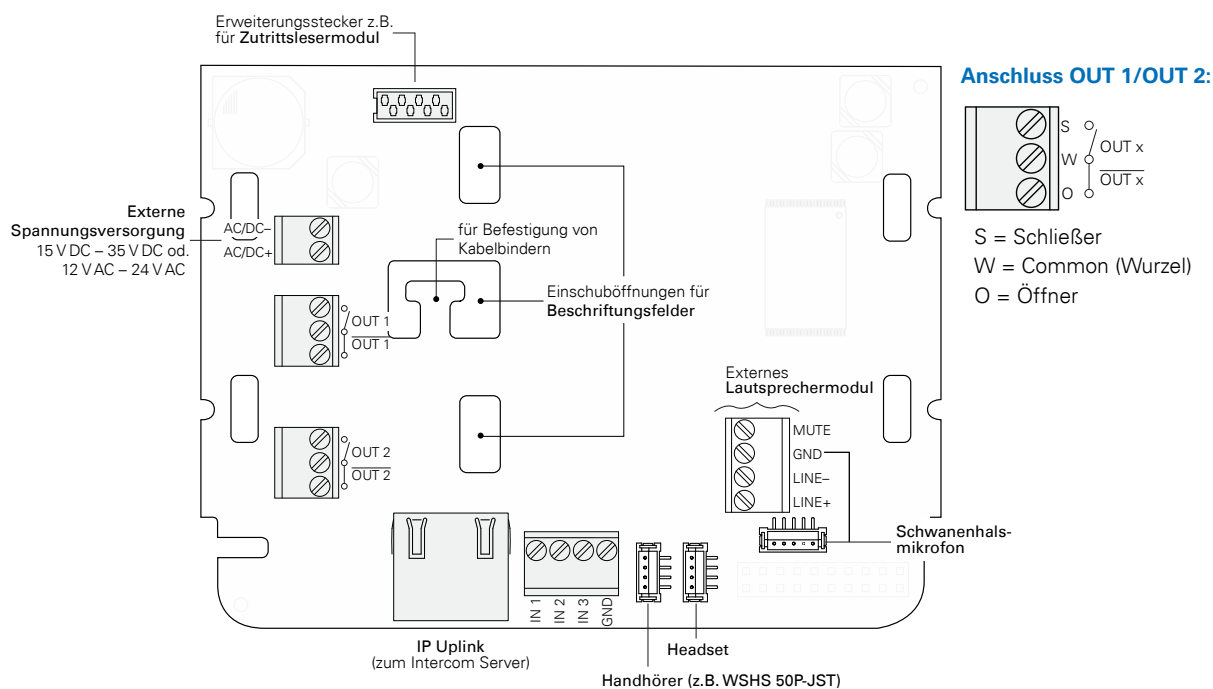 Erweiterungsstecker z.B.
für Zutrittslesermodul
Anschluss OUT 1/OUT 2:
S
W
O
OUT x
OUT x
S = Schließer
W = Common (Wurzel)
O = Öffner
Externe
Spannungsversorgung
15 V DC – 35 V DC od.
12 V AC – 24 V AC
AC/DC–
AC/DC+
für Befestigung von
Kabelbindern
Einschuböffnungen für
Beschriftungsfelder
OUT 1
OUT 1
OUT 2
OUT 2
Externes
Lautsprechermodul
MUTE
GND
LINE–
LINE+
Schwanenhals-
mikrofon
IN 1
IN 2
IN 3
GND
IP Uplink
(zum Intercom Server)
Headset
Handhörer (z.B. WSHS 50P-JST)